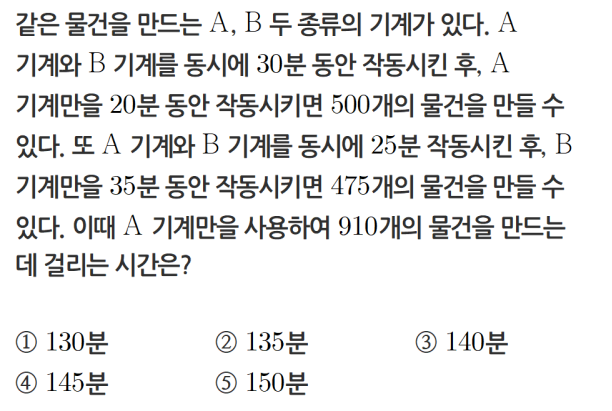 같은 물건을 만드는 A, B 두 종류의 기계가 있다. A
기계와 B 기계를 동시에 30분 동안 작동시킨 후, A
기계만을 20분 동안 작동시키면 500개의 물건을 만들 수
있다. 또 A 기계와 B 기계를 동시에 25분 작동시킨 후, B
기계만을 35분 동안 작동시키면 475개의 물건을 만들 수
있다. 이때 A 기계만을 사용하여 910개의 물건을 만드는
데 걸리는 시간은?
① 130분 ② 135분 ③ 140분
④ 145분 ⑤ 150분